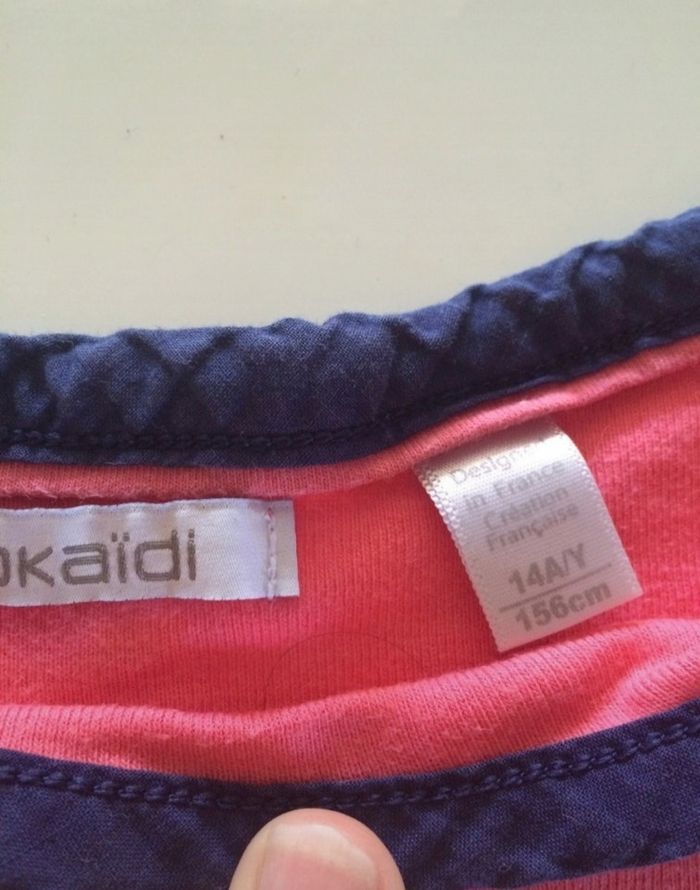 okaïdi
Designed
in France
Création
Française
14A/Y
156cm